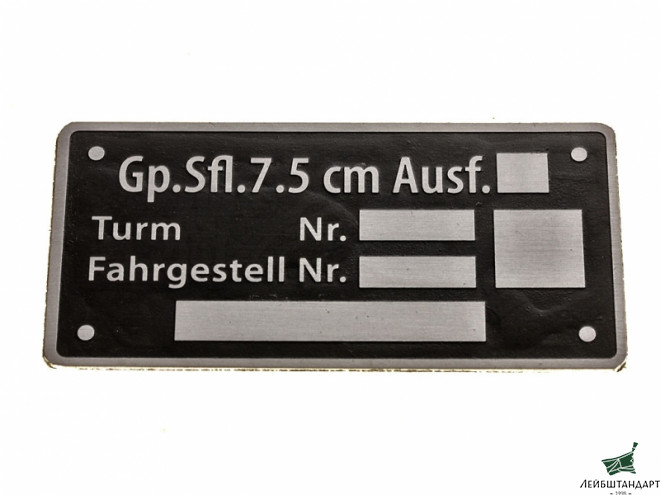 Gp.Sfl.7.5 cm Ausf.
Turm Nr.
Fahrgestell Nr.
ЛЕЙБШТАНДАРТ